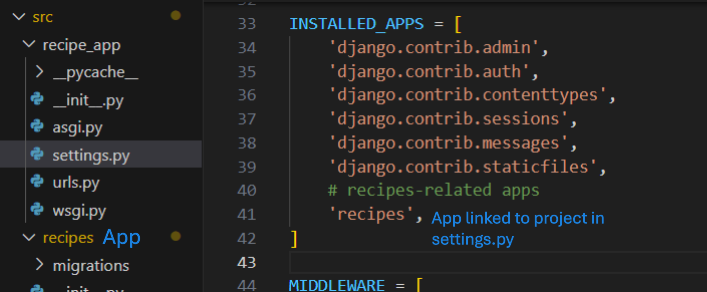 src
recipe_app
__pycache__
__init__.py
asgi.py
settings.py
urls.py
wsgi.py
recipes App
migrations
__init__.py
33 INSTALLED_APPS = [
34 'django.contrib.admin',
35 'django.contrib.auth',
36 'django.contrib.contenttypes',
37 'django.contrib.sessions',
38 'django.contrib.messages',
39 'django.contrib.staticfiles',
40 # recipes-related apps
41 'recipes', App linked to project in
settings.py
42 ]
43
44 MIDDLEWARE = [